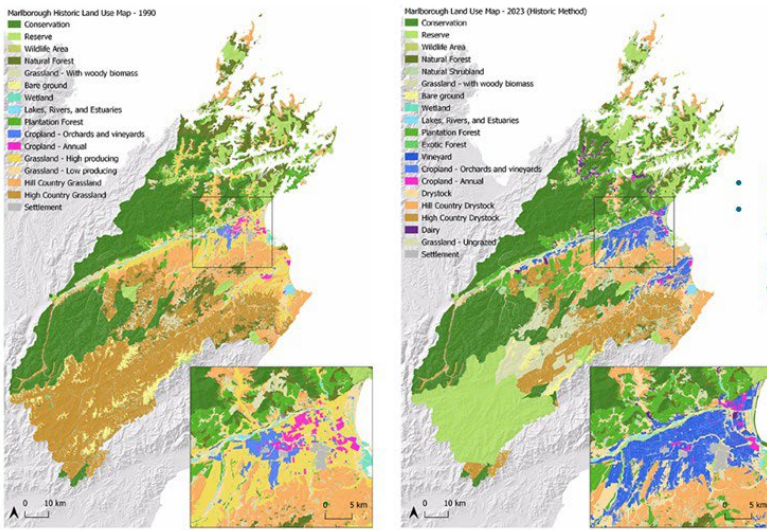 Marlborough Historic Land Use Map - 1990
Conservation
Reserve
Wildlife Area
Natural Forest
Grassland - With woody biomass
Bare ground
Wetland
Lakes, Rivers, and Estuaries
Plantation Forest
Cropland - Orchards and vineyards
Cropland - Annual
Grassland - High producing
Grassland - Low producing
Hill Country Grassland
High Country Grassland
Settlement
0 10 km
0 5 km
Marlborough Land Use Map - 2023 (Historic Method)
Conservation
Reserve
Wildlife Area
Natural Forest
Natural Shrubland
Grassland - with woody biomass
Bare ground
Wetland
Lakes, Rivers, and Estuaries
Plantation Forest
Exotic Forest
Vineyard
Cropland - Orchards and vineyards
Cropland - Annual
Drystock
Hill Country Drystock
High Country Drystock
Dairy
Grassland - Ungrazed
Settlement
0 10 km
0 5 km